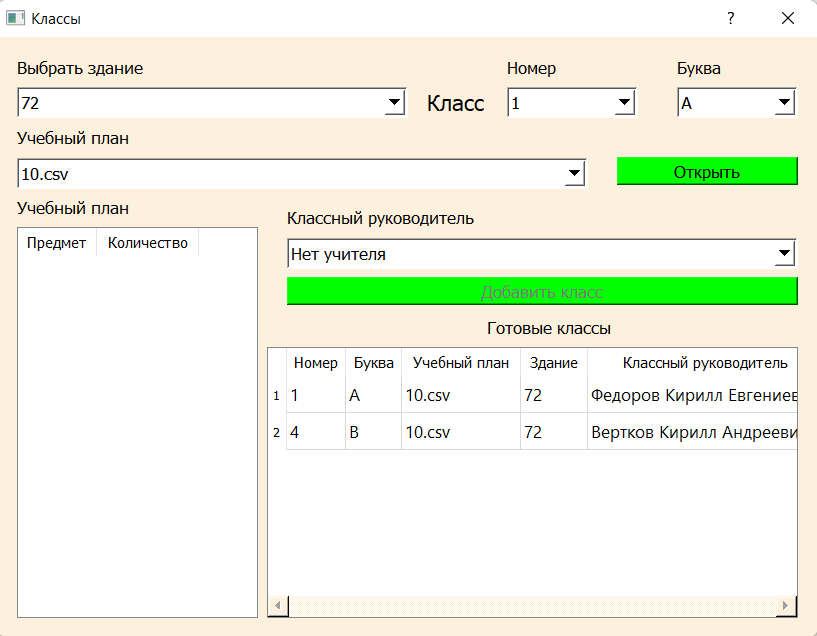 Классы
Выбрать здание Номер Буква
72 Класс 1 А
Учебный план
10.csv Открыть
Учебный план
Классный руководитель
Предмет Количество
Нет учителя
Добавить класс
Готовые классы
Номер Буква Учебный план Здание Классный руководитель
1 1 А 10.csv 72 Федоров Кирилл Евгениев
2 4 В 10.csv 72 Вертков Кирилл Андрееви